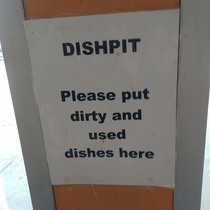 DISHPIT
Please put
dirty and
used
dishes here